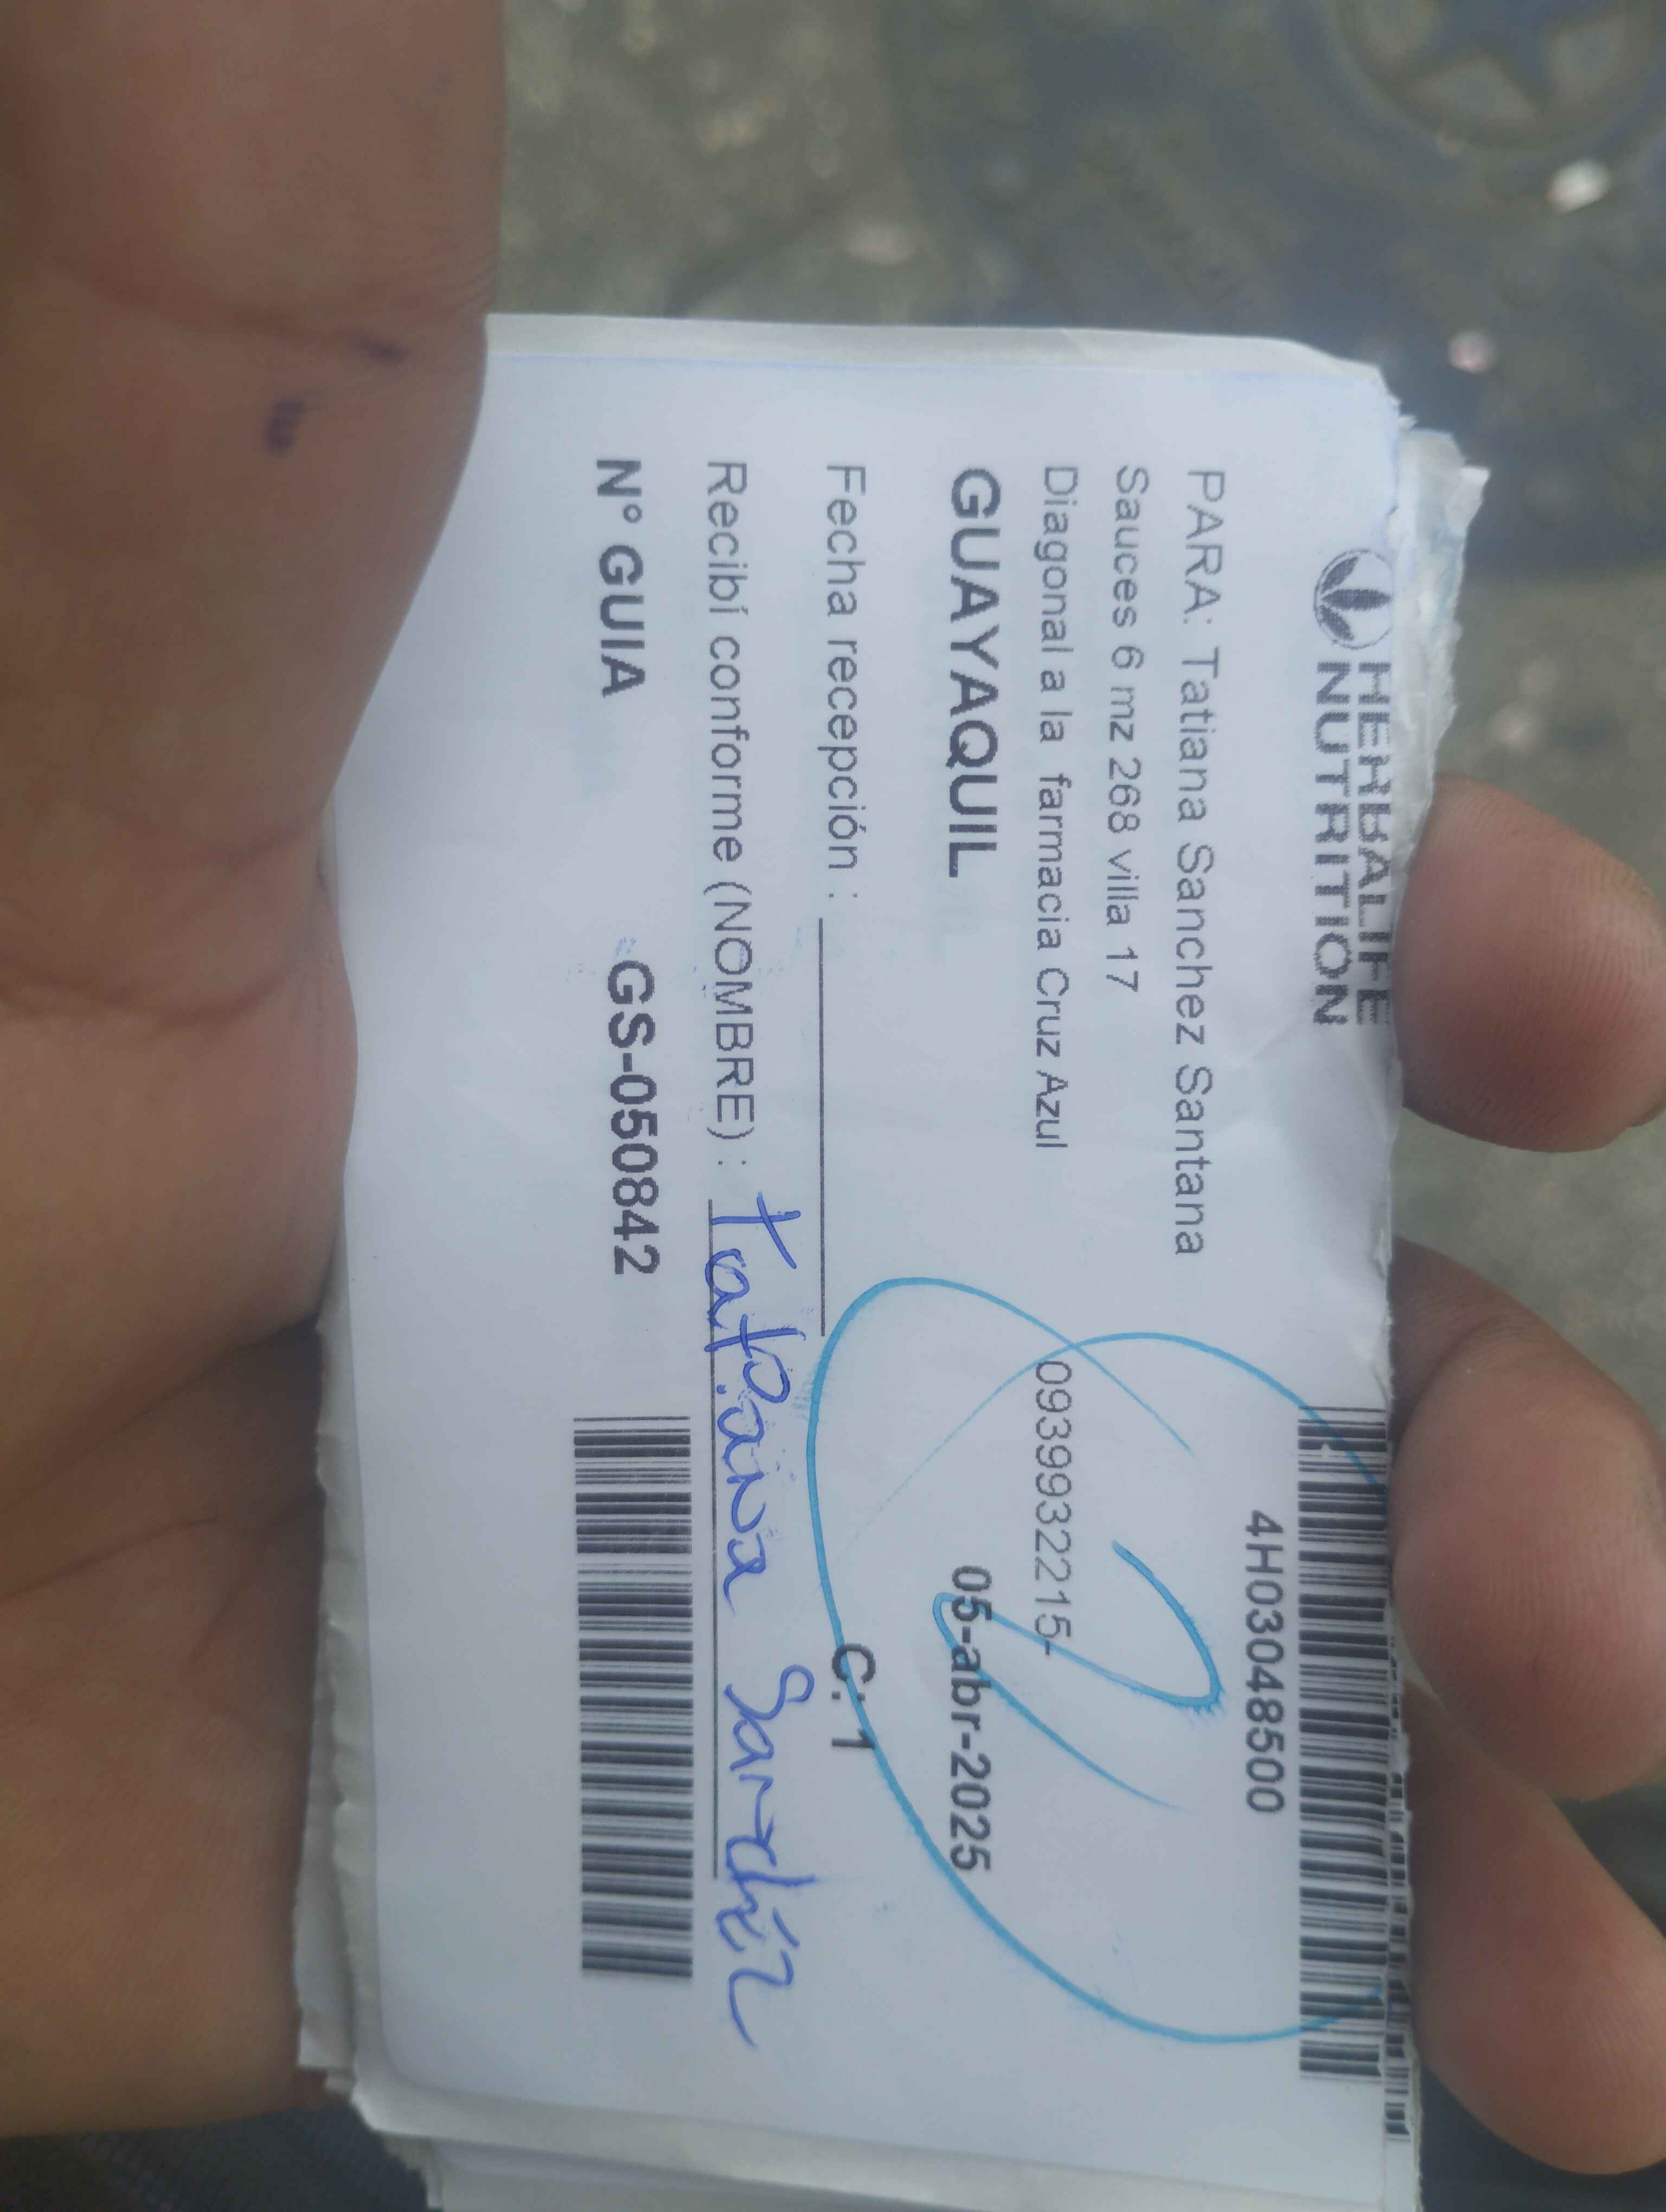 HERBALIFE
NUTRITION
4H03048500
PARA: Tatiana Sanchez Santana
Sauces 6 mz 268 villa 17
Diagonal a la farmacia Cruz Azul 0939932215-
GUAYAQUIL 05-abr-2025
Fecha recepción : C: 1
Recibí conforme (NOMBRE) : Tatiana Sanchéz
N° GUIA GS-050842